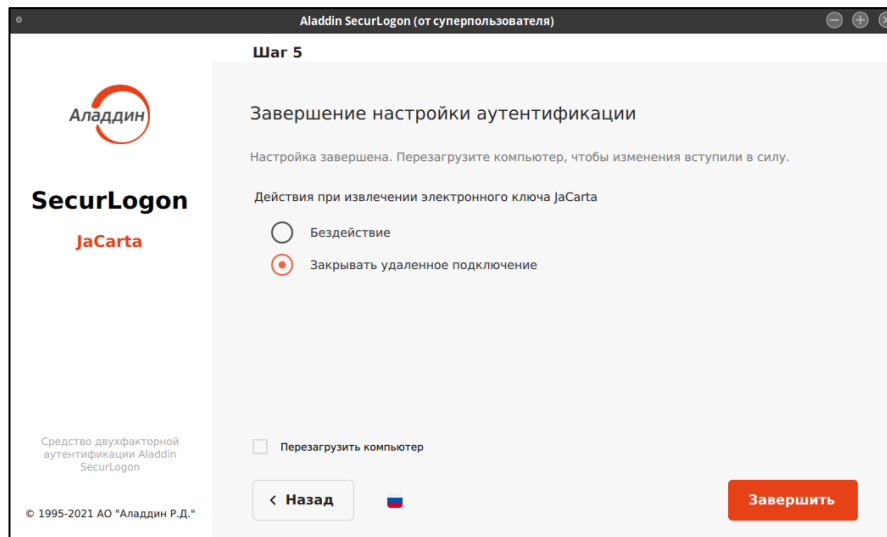 Aladdin SecurLogon (от суперпользователя)
Шаг 5
Аладдин
SecurLogon
JaCarta
Завершение настройки аутентификации
Настройка завершена. Перезагрузите компьютер, чтобы изменения вступили в силу.
Действия при извлечении электронного ключа JaCarta
Бездействие
Закрывать удаленное подключение
Средство двухфакторной
аутентификации Aladdin
SecurLogon
© 1995-2021 АО "Аладдин Р.Д."
Перезагрузить компьютер
Назад
Завершить